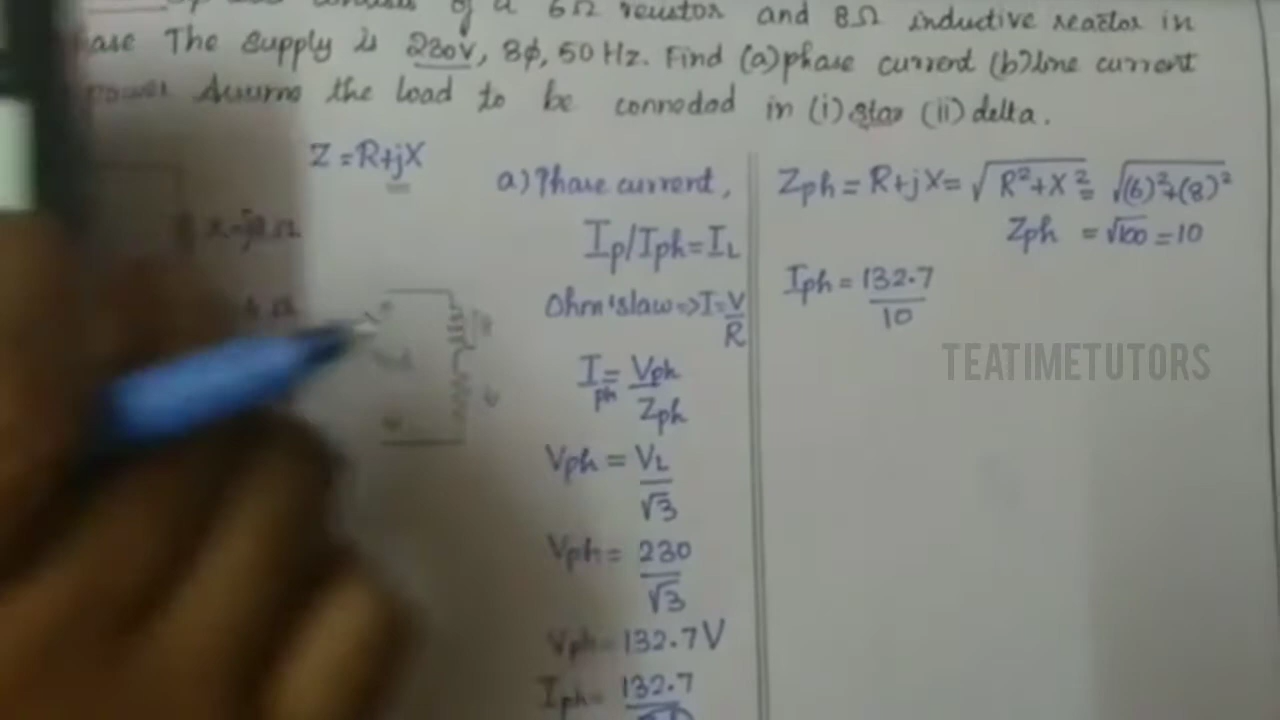 of a 6Ω resistor and 8Ω inductive reactor in
The supply is 230V, 3ϕ, 50 Hz. Find (a)phase current (b)line current
power Assume the load to be connected in (i) star (ii) delta.
Z = R+jX
a) Phase current,
Ip/Iph = IL
Ohm's law => I = V/R
Iph = Vph/Zph
Vph = VL/√3
Vph = 230/√3
Vph = 132.7V
Iph = 132.7
Zph = R+jX = √R²+X² = √(6)²+(8)²
Zph = √100 = 10
Iph = 132.7/10
TEATIMETUTORS